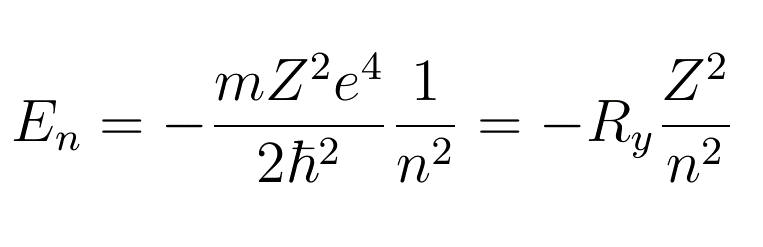 $E_n = -\frac{mZ^2e^4}{2\hbar^2}\frac{1}{n^2} = -R_y\frac{Z^2}{n^2}$